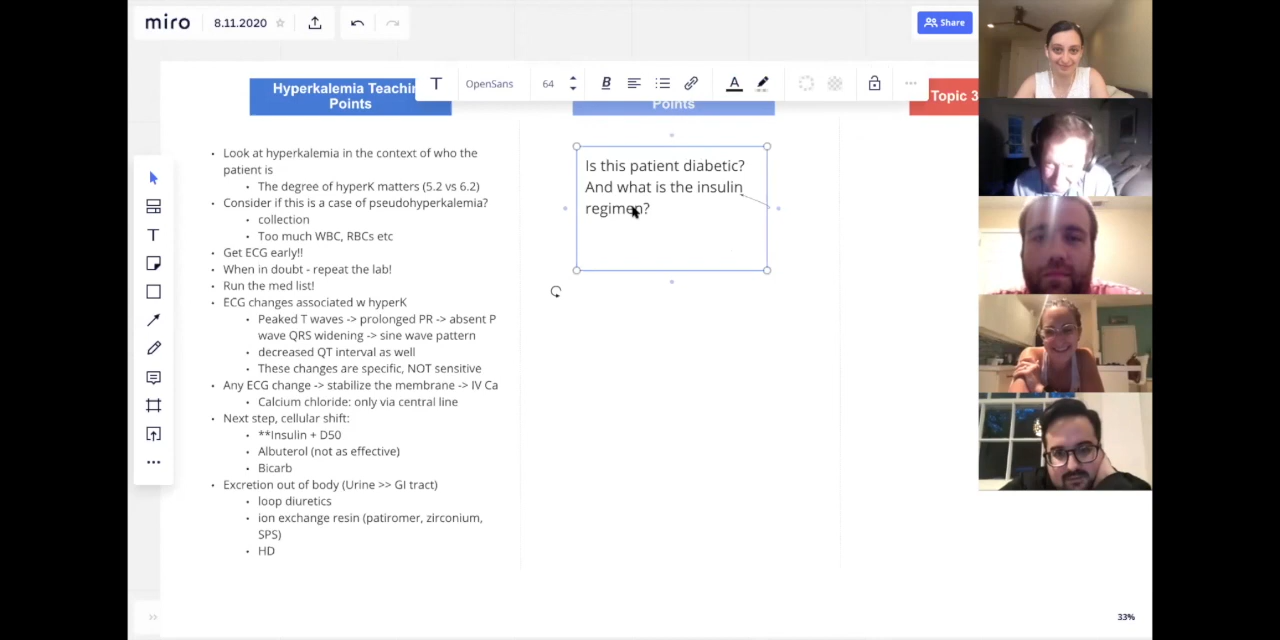 miro
8.11.2020
Share
OpenSans
64
Hyperkalemia Teachin
Points
Points
Topic 3
Look at hyperkalemia in the context of who the
patient is
The degree of hyperK matters (5.2 vs 6.2)
Consider if this is a case of pseudohyperkalemia?
collection
Too much WBC, RBCs etc
Get ECG early!!
When in doubt - repeat the lab!
Run the med list!
ECG changes associated w hyperK
Peaked T waves -> prolonged PR -> absent P
wave QRS widening -> sine wave pattern
decreased QT interval as well
These changes are specific, NOT sensitive
Any ECG change -> stabilize the membrane -> IV Ca
Calcium chloride: only via central line
Next step, cellular shift:
**Insulin + D50
Albuterol (not as effective)
Bicarb
Excretion out of body (Urine >> GI tract)
loop diuretics
ion exchange resin (patiromer, zirconium,
SPS)
HD
Is this patient diabetic?
And what is the insulin
regimen?
33%